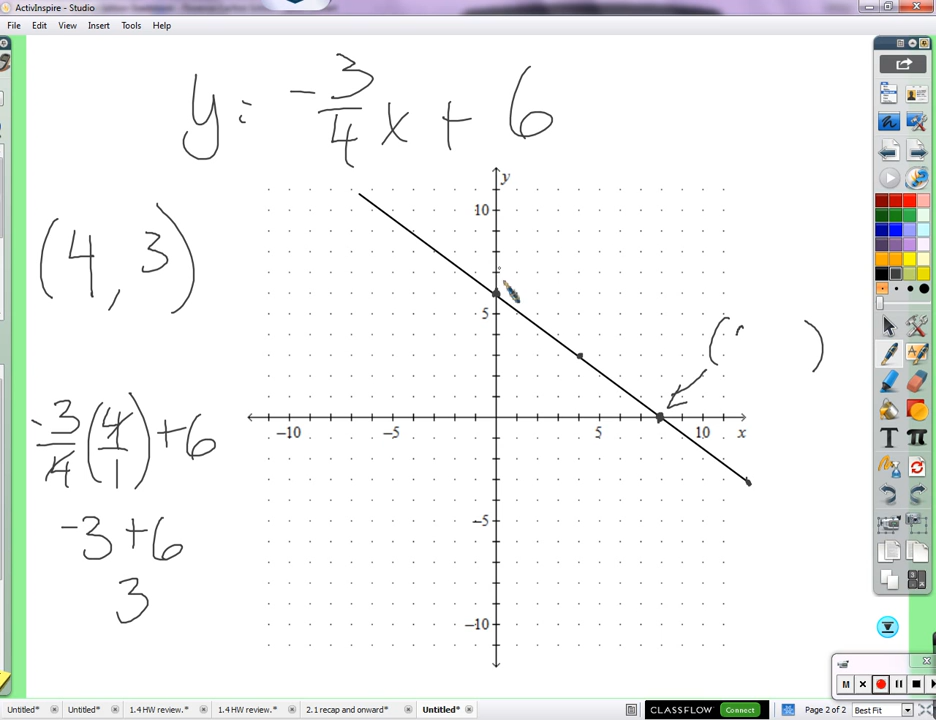 ActivInspire - Studio
File Edit View Insert Tools Help
y = -3/4 x + 6
(4, 3)
-3/4 (4/1) + 6
-3 + 6
3
y
10
5
−10
−5
5
10
x
−5
−10
( )
M
Untitled* Untitled* 1.4 HW review.* 1.4 HW review.* 2.1 recap and onward* Untitled*
CLASSFLOW Connect
Page 2 of 2
Best Fit